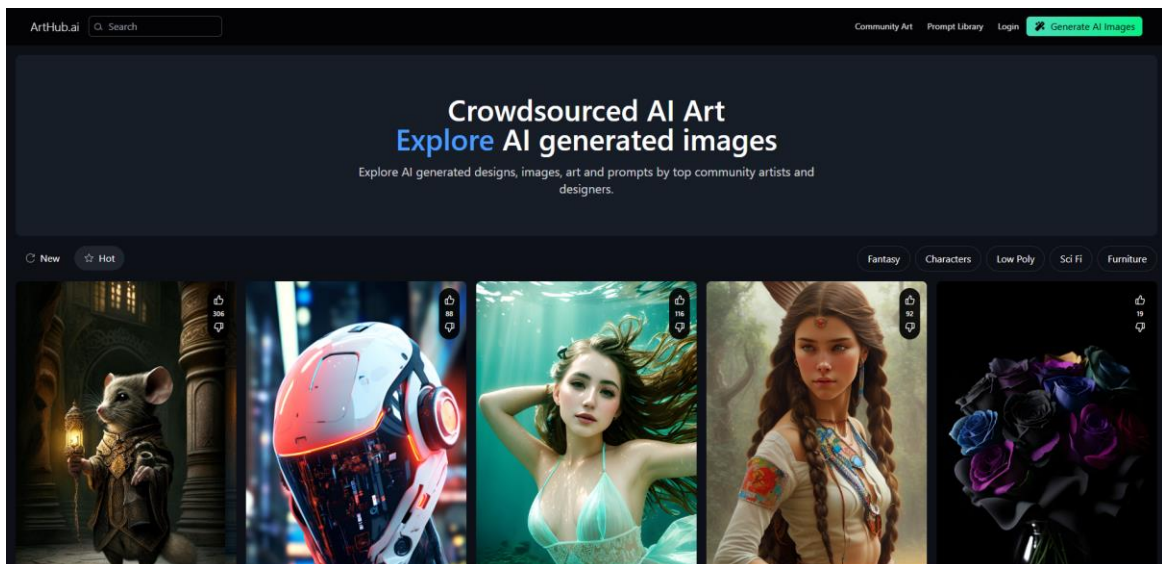 ArtHub.ai
Search
Community Art
Prompt Library
Login
Generate AI Images
Crowdsourced AI Art
Explore AI generated images
Explore AI generated designs, images, art and prompts by top community artists and
designers.
New
Hot
Fantasy
Characters
Low Poly
Sci Fi
Furniture
306
88
116
92
19